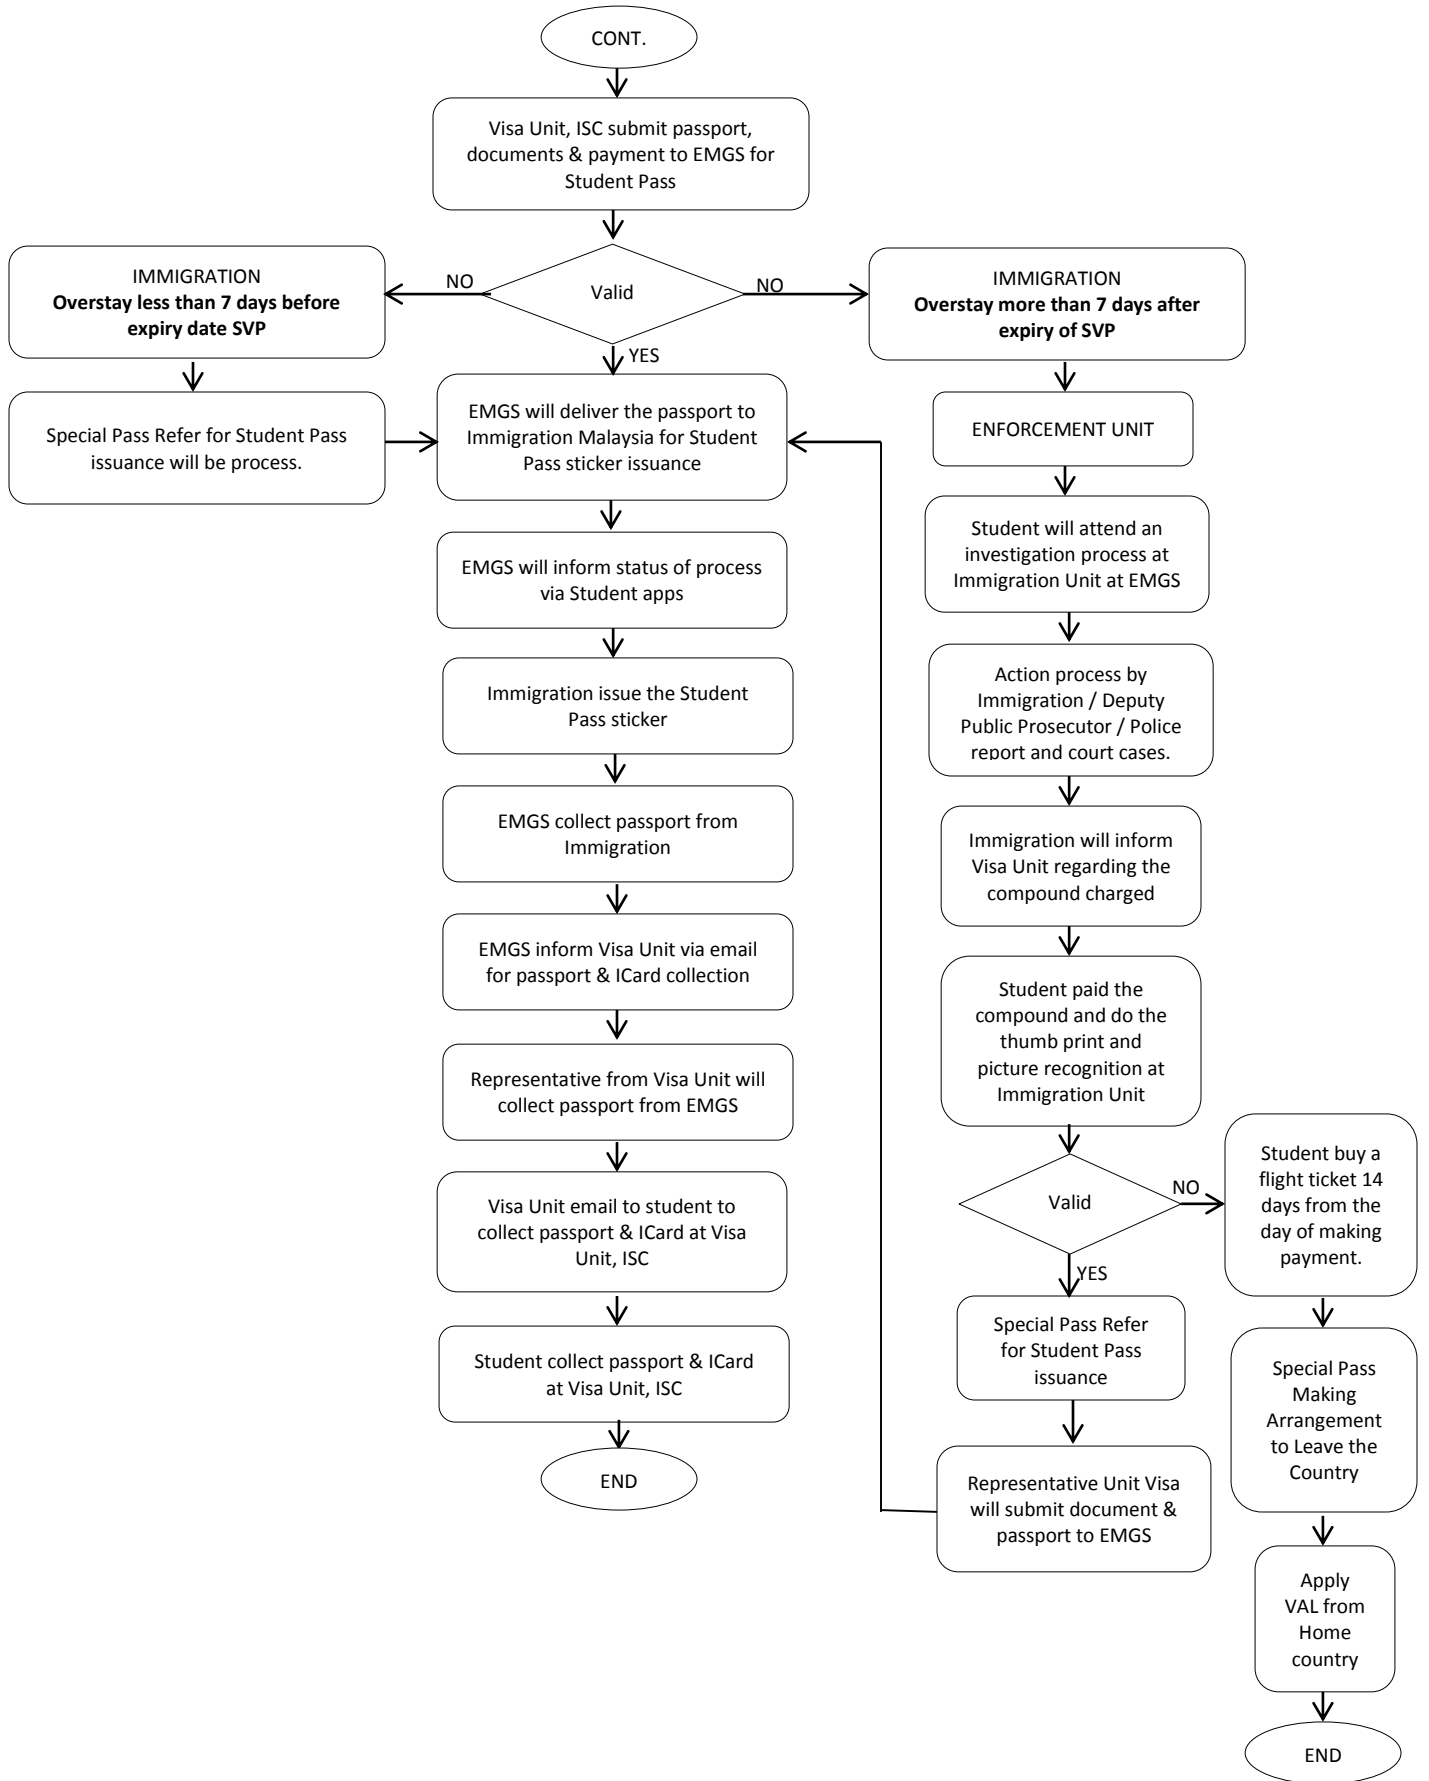 CONT.
Visa Unit, ISC submit passport,
documents & payment to EMGS for
Student Pass
IMMIGRATION
Overstay less than 7 days before
expiry date SVP
NO
Valid
NO
IMMIGRATION
Overstay more than 7 days after
expiry of SVP
YES
Special Pass Refer for Student Pass
issuance will be process.
EMGS will deliver the passport to
Immigration Malaysia for Student
Pass sticker issuance
EMGS will inform status of process
via Student apps
Immigration issue the Student
Pass sticker
EMGS collect passport from
Immigration
EMGS inform Visa Unit via email
for passport & ICard collection
Representative from Visa Unit will
collect passport from EMGS
Visa Unit email to student to
collect passport & ICard at Visa
Unit, ISC
Student collect passport & ICard
at Visa Unit, ISC
END
ENFORCEMENT UNIT
Student will attend an
investigation process at
Immigration Unit at EMGS
Action process by
Immigration / Deputy
Public Prosecutor / Police
report and court cases.
Immigration will inform
Visa Unit regarding the
compound charged
Student paid the
compound and do the
thumb print and
picture recognition at
Immigration Unit
Valid
NO
YES
Special Pass Refer
for Student Pass
issuance
Representative Unit Visa
will submit document &
passport to EMGS
Student buy a
flight ticket 14
days from the
day of making
payment.
Special Pass
Making
Arrangement
to Leave the
Country
Apply
VAL from
Home
country
END